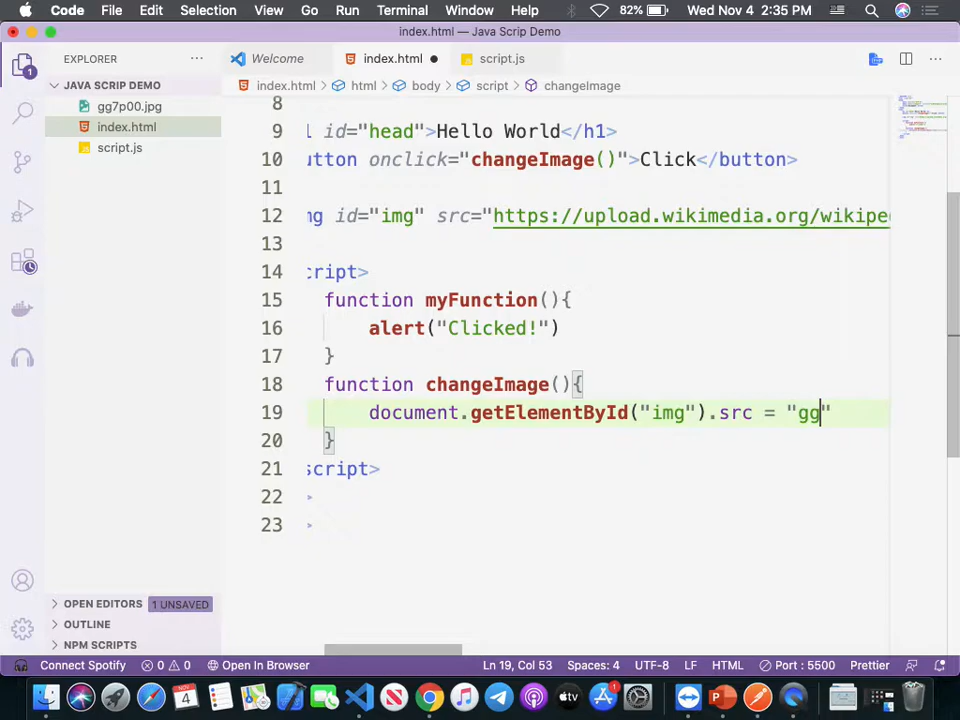 Code File Edit Selection View Go Run Terminal Window Help 82% Wed Nov 4 2:35 PM
index.html — Java Scrip Demo
EXPLORER
Welcome index.html script.js
JAVA SCRIP DEMO
index.html html body script changeImage
gg7p00.jpg
index.html
script.js
8
9 l id="head">Hello World</h1>
10 utton onclick="changeImage()">Click</button>
11
12 mg id="img" src="https://upload.wikimedia.org/wikipe
13
14 cript>
15 function myFunction(){
16 alert("Clicked!")
17 }
18 function changeImage(){
19 document.getElementById("img").src = "gg"
20 }
21 script>
22 >
23 >
OPEN EDITORS 1 UNSAVED
OUTLINE
NPM SCRIPTS
Connect Spotify 0 0 Open In Browser Ln 19, Col 53 Spaces: 4 UTF-8 LF HTML Port : 5500 Prettier